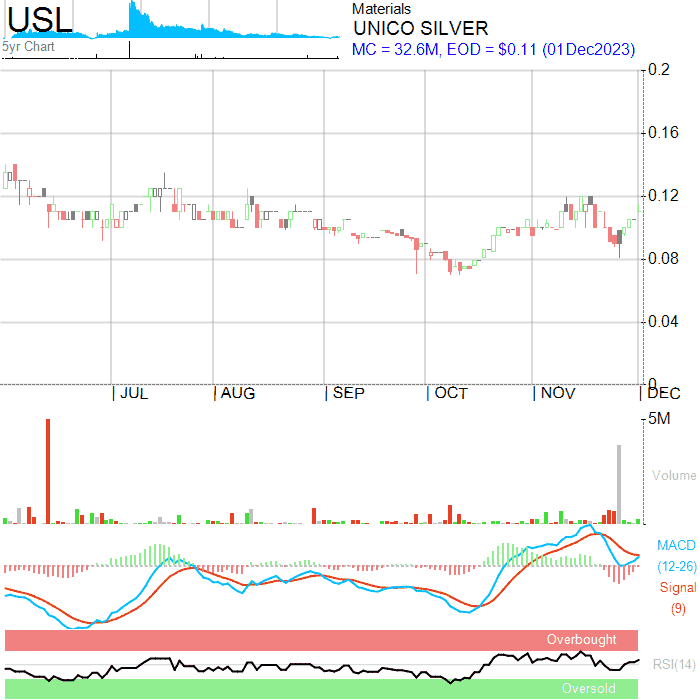 USL
5yr Chart
Materials
UNICO SILVER
MC = 32.6M, EOD = $0.11 (01Dec2023)
0.2
0.16
0.12
0.08
0.04
0
JUL AUG SEP OCT NOV DEC
5M
Volume
MACD
(12-26)
Signal
(9)
Overbought
RSI(14)
Oversold